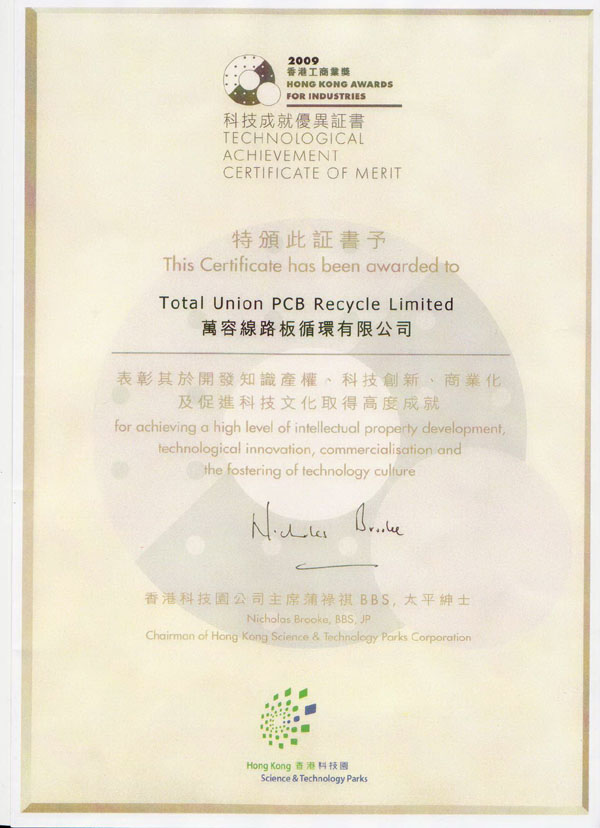 2009
香港工商業獎
HONG KONG AWARDS
FOR INDUSTRIES
科技成就優異証書
TECHNOLOGICAL
ACHIEVEMENT
CERTIFICATE OF MERIT
特頒此証書予
This Certificate has been awarded to
Total Union PCB Recycle Limited
萬容線路板循環有限公司
表彰其於開發知識產權、科技創新、商業化
及促進科技文化取得高度成就
for achieving a high level of intellectual property development,
technological innovation, commercialisation and
the fostering of technology culture
Nicholas Brooke
香港科技園公司主席蒲祿祺 BBS, 太平紳士
Nicholas Brooke, BBS, JP
Chairman of Hong Kong Science & Technology Parks Corporation
Hong Kong 香港科技園
Science & Technology Parks